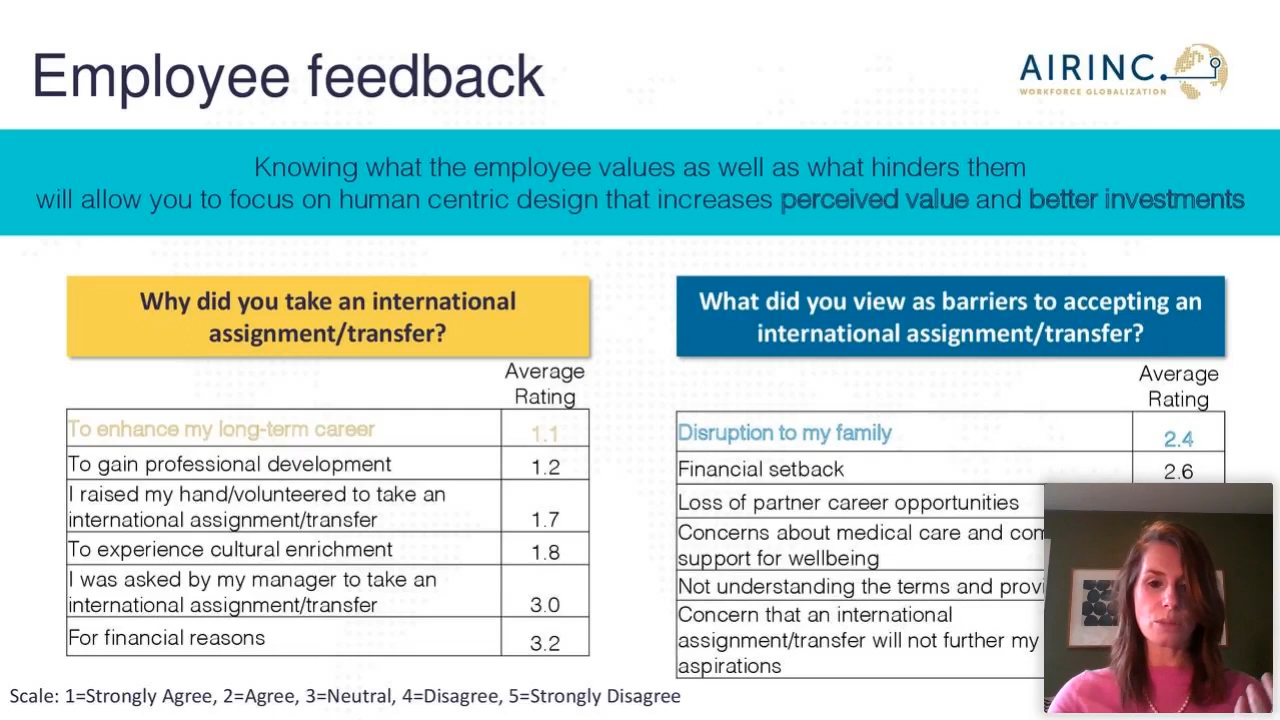 Employee feedback
AIRINC.
WORKFORCE GLOBALIZATION
Knowing what the employee values as well as what hinders them
will allow you to focus on human centric design that increases perceived value and better investments
Why did you take an international
assignment/transfer?
Average
Rating
To enhance my long-term career 1.1
To gain professional development 1.2
I raised my hand/volunteered to take an
international assignment/transfer 1.7
To experience cultural enrichment 1.8
I was asked by my manager to take an
international assignment/transfer 3.0
For financial reasons 3.2
What did you view as barriers to accepting an
international assignment/transfer?
Average
Rating
Disruption to my family 2.4
Financial setback 2.6
Loss of partner career opportunities
Concerns about medical care and
support for wellbeing
Not understanding the terms and
Concern that an international
assignment/transfer will not further my
aspirations
Scale: 1=Strongly Agree, 2=Agree, 3=Neutral, 4=Disagree, 5=Strongly Disagree